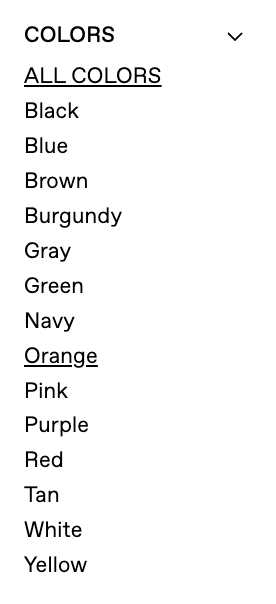 COLORS
ALL COLORS
Black
Blue
Brown
Burgundy
Gray
Green
Navy
Orange
Pink
Purple
Red
Tan
White
Yellow